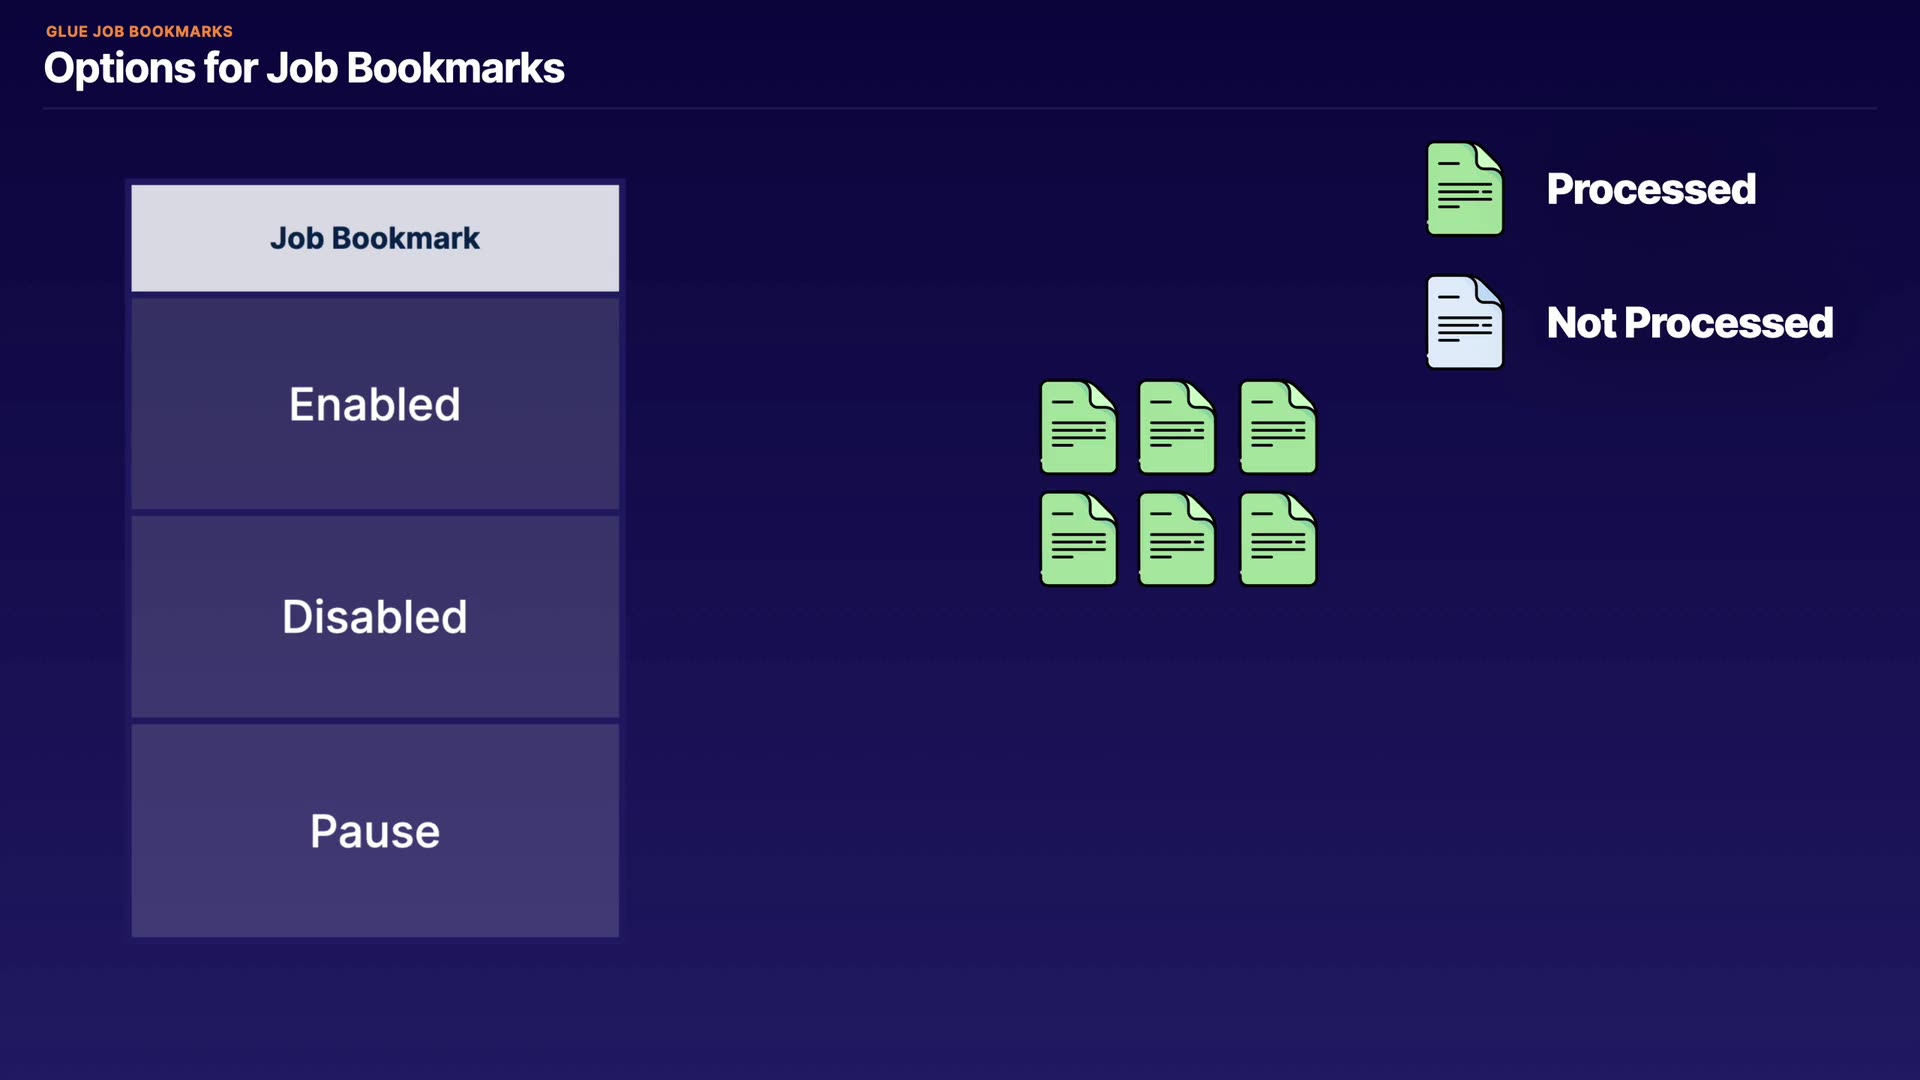 GLUE JOB BOOKMARKS
Options for Job Bookmarks
Job Bookmark
Enabled
Disabled
Pause
Processed
Not Processed